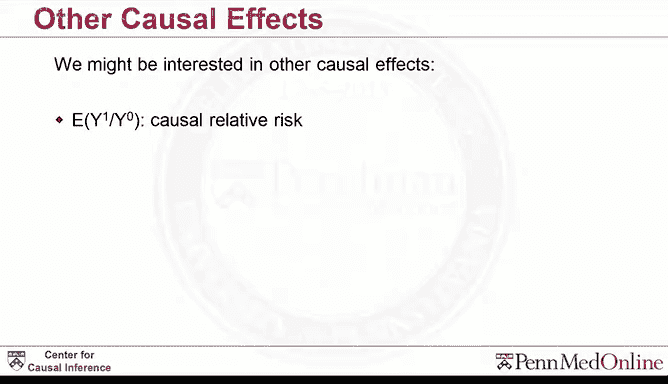 Other Causal Effects
We might be interested in other causal effects:
◆ E(Y¹/Y⁰): causal relative risk
Center for
Causal Inference
PennMedOnline